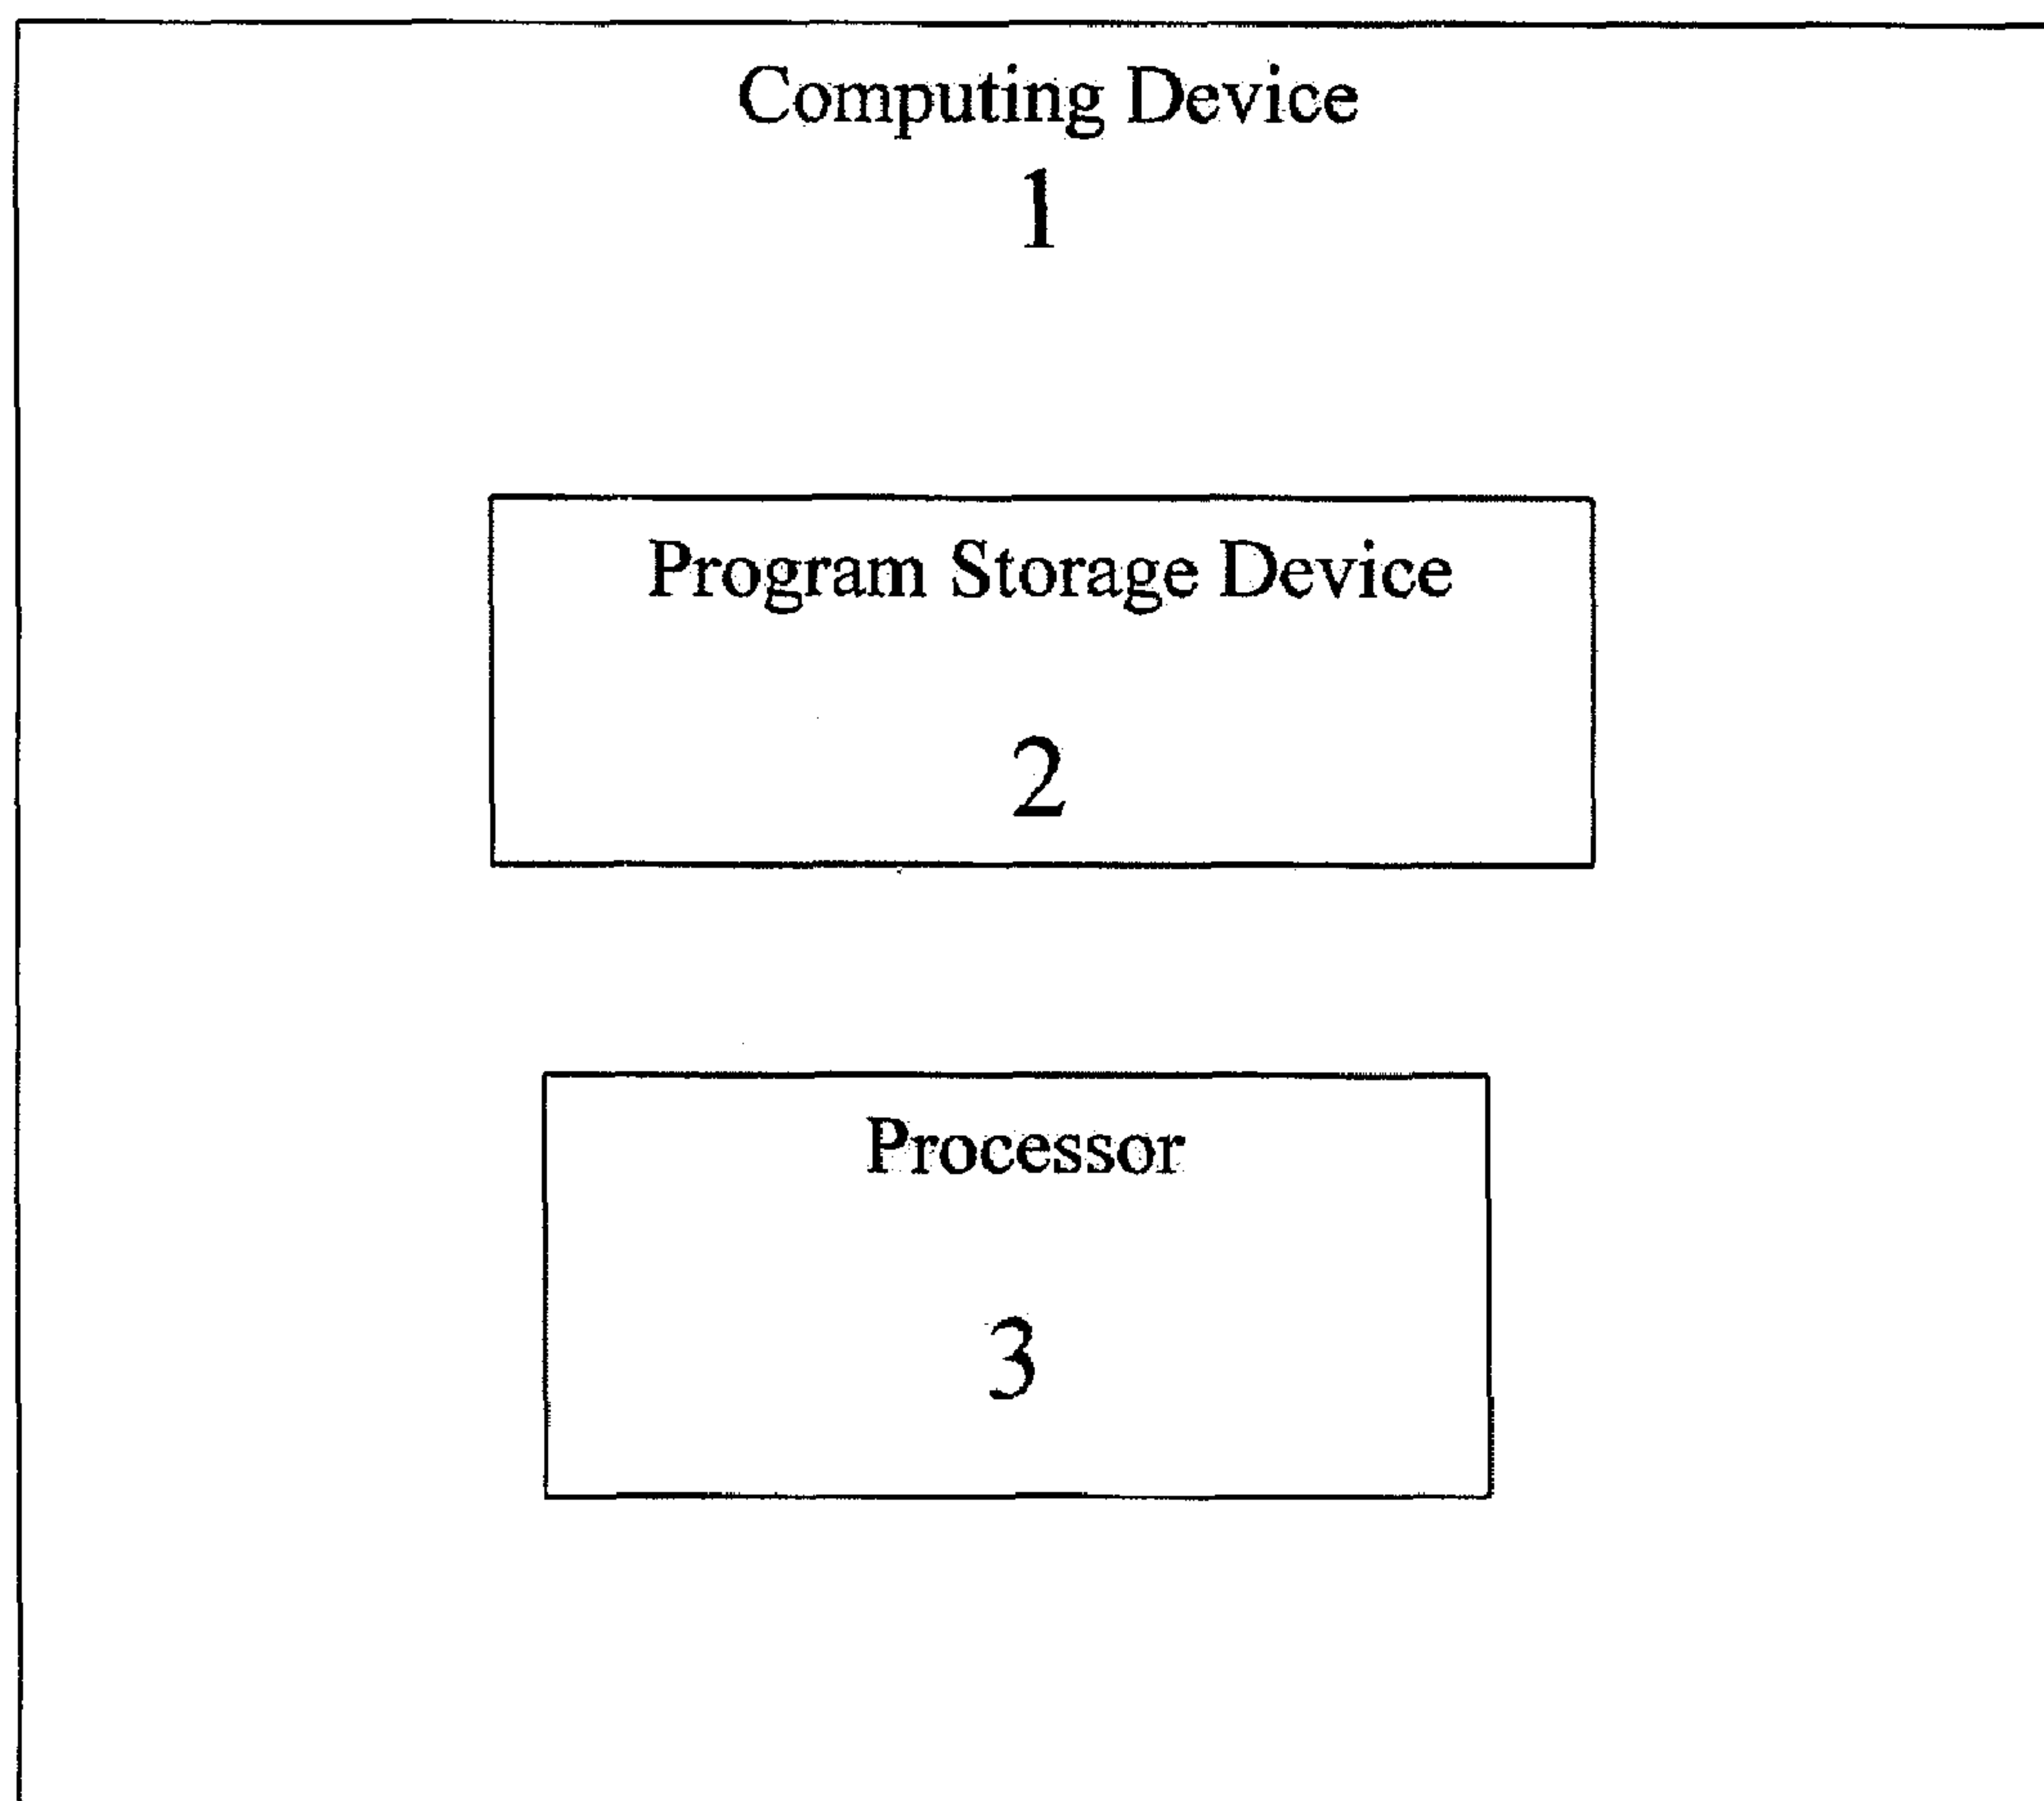 Computing Device
1
Program Storage Device
2
Processor
3